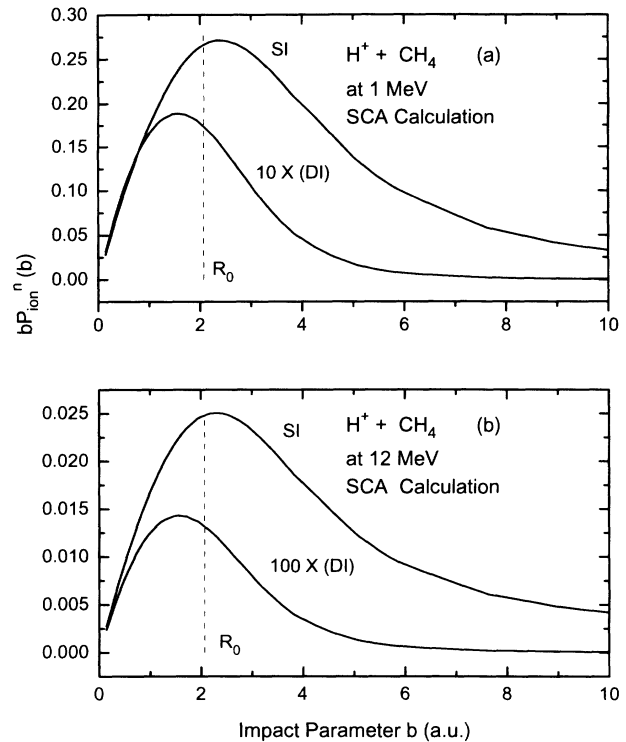 0.30
0.25
0.20
0.15
0.10
0.05
0.00
bP_ion^n (b)
SI
H⁺ + CH₄ (a)
at 1 MeV
SCA Calculation
10 X (DI)
R₀
0 2 4 6 8 10
0.025
0.020
0.015
0.010
0.005
0.000
SI
H⁺ + CH₄ (b)
at 12 MeV
SCA Calculation
100 X (DI)
R₀
0 2 4 6 8 10
Impact Parameter b (a.u.)